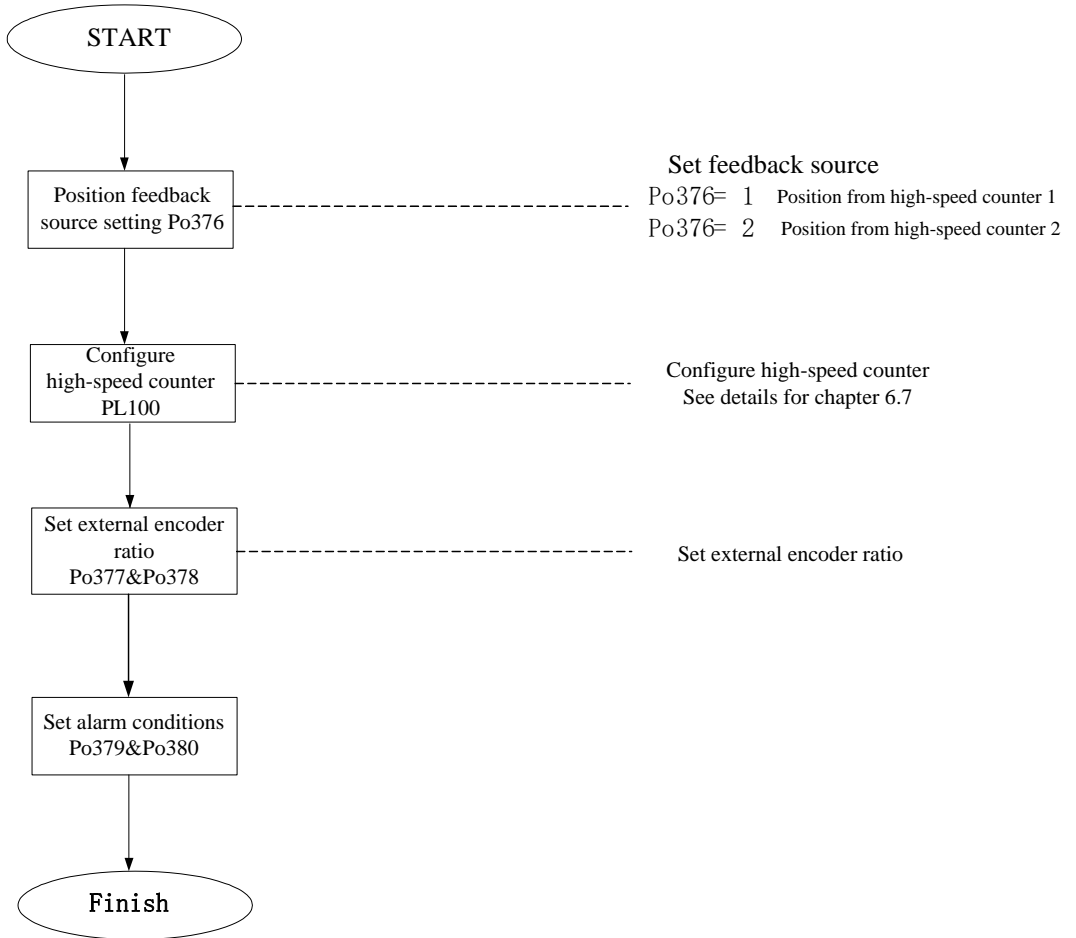 START
Position feedback
source setting Po376
Set feedback source
Po376= 1 Position from high-speed counter 1
Po376= 2 Position from high-speed counter 2
Configure
high-speed counter
PL100
Configure high-speed counter
See details for chapter 6.7
Set external encoder
ratio
Po377&Po378
Set external encoder ratio
Set alarm conditions
Po379&Po380
Finish